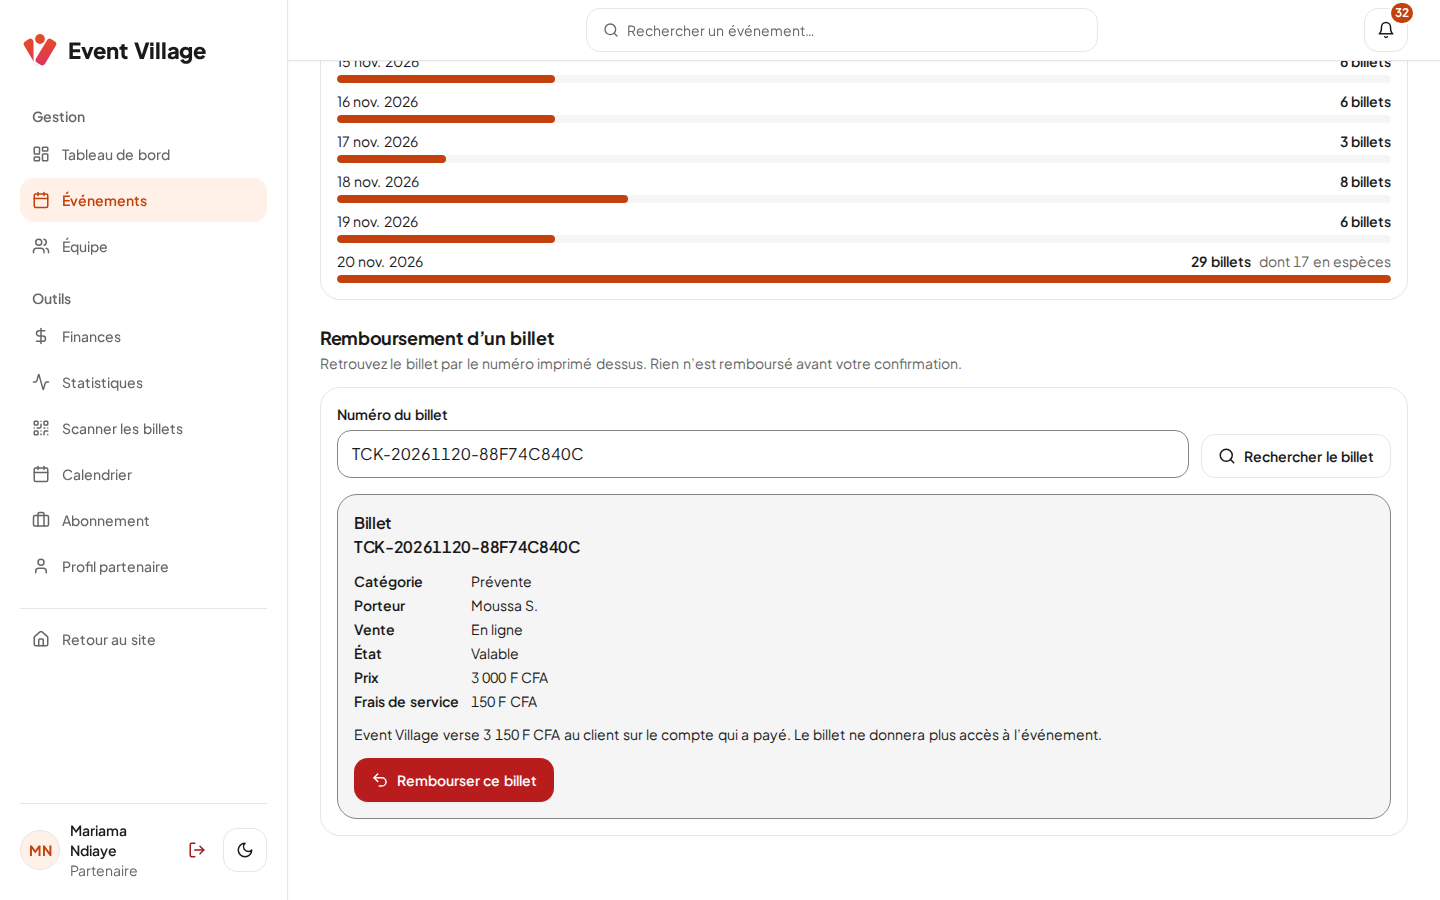 Event Village
Gestion
Tableau de bord
Événements
Équipe
Outils
Finances
Statistiques
Scanner les billets
Calendrier
Abonnement
Profil partenaire
Retour au site
MN
Mariama
Ndiaye
Partenaire
Rechercher un événement...
32
15 nov. 2026 6 billets
16 nov. 2026 6 billets
17 nov. 2026 3 billets
18 nov. 2026 8 billets
19 nov. 2026 6 billets
20 nov. 2026 29 billets dont 17 en espèces
Remboursement d’un billet
Retrouvez le billet par le numéro imprimé dessus. Rien n’est remboursé avant votre confirmation.
Numéro du billet
TCK-20261120-88F74C840C
Rechercher le billet
Billet
TCK-20261120-88F74C840C
Catégorie Prévente
Porteur Moussa S.
Vente En ligne
État Valable
Prix 3 000 F CFA
Frais de service 150 F CFA
Event Village verse 3 150 F CFA au client sur le compte qui a payé. Le billet ne donnera plus accès à l’événement.
Rembourser ce billet